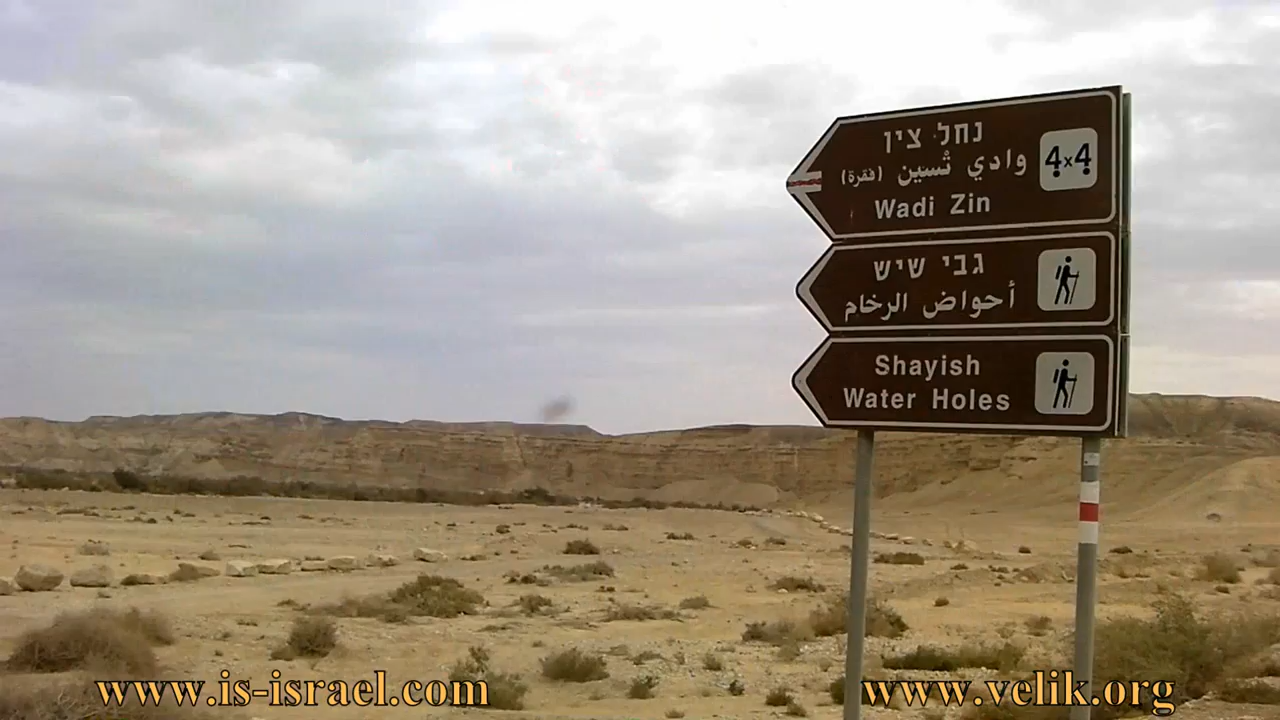 נחל צין
وادي تْسين (فقرة)
4x4
Wadi Zin
גבי שיש
أحواض الرخام
Shayish
Water Holes
www.is-israel.com
www.velik.org